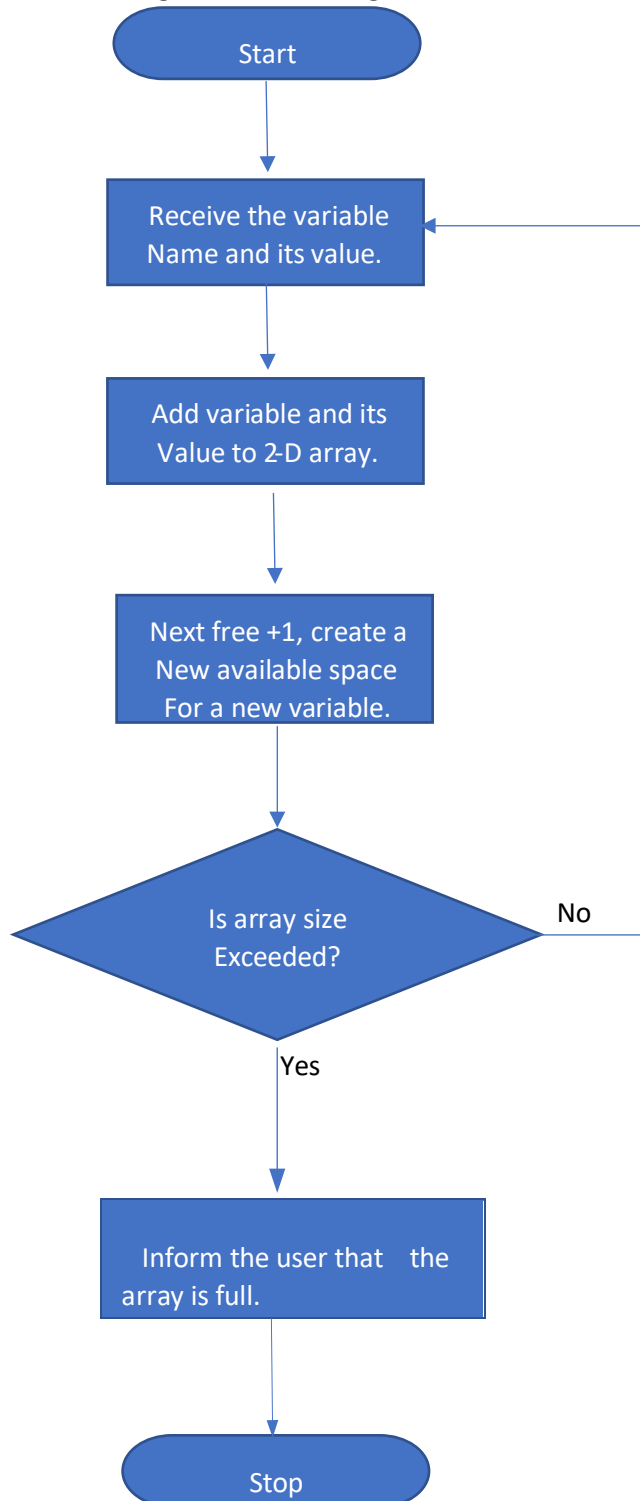 Start
Receive the variable
Name and its value.
Add variable and its
Value to 2-D array.
Next free +1, create a
New available space
For a new variable.
Is array size
Exceeded?
No
Yes
Inform the user that the
array is full.
Stop